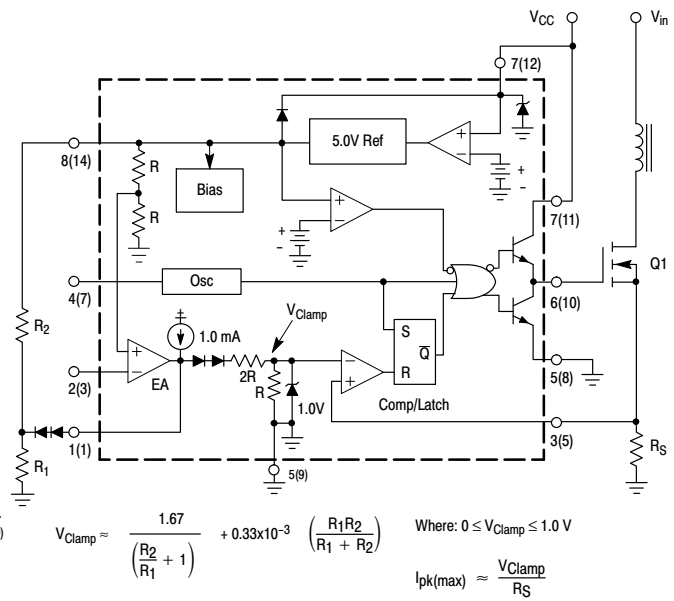 VCC
Vin
7(12)
5.0V Ref
+
−
+
-
8(14)
R
Bias
R
+
−
+
-
7(11)
Q1
4(7)
Osc
6(10)
VClamp
R2
1.0 mA
S
Q̅
R
5(8)
+
−
EA
2R
R
1.0V
−
+
Comp/Latch
2(3)
1(1)
3(5)
R1
RS
5(9)
)
VClamp ≈ 1.67 / (R2/R1 + 1) + 0.33x10−3 (R1R2 / R1 + R2)
Where: 0 ≤ VClamp ≤ 1.0 V
Ipk(max) ≈ VClamp / RS